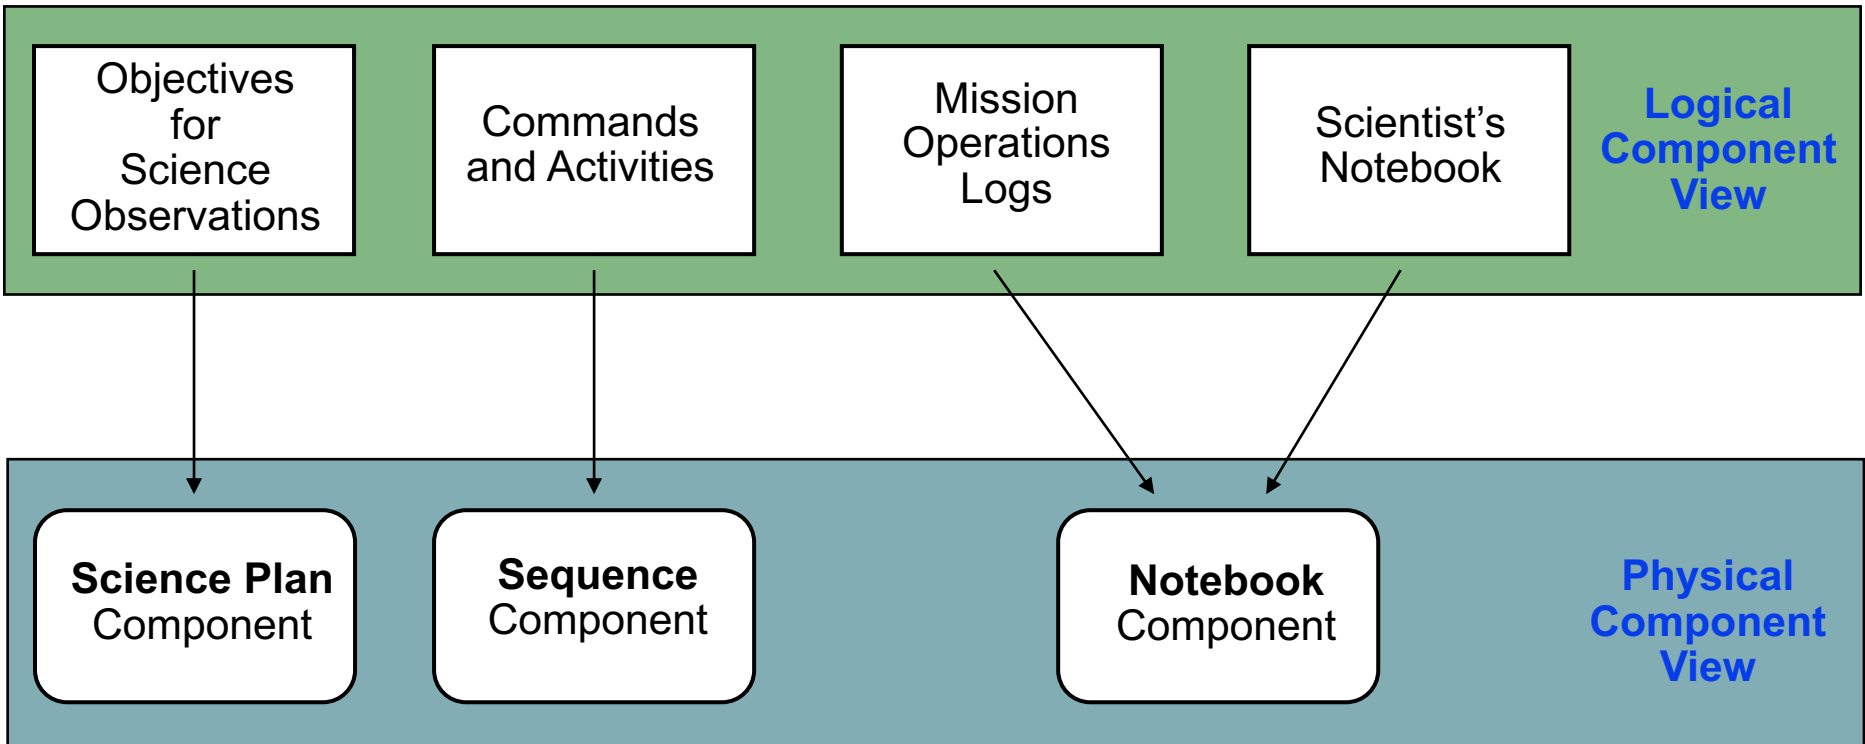 Objectives
for
Science
Observations
Commands
and Activities
Mission
Operations
Logs
Scientist’s
Notebook
Logical
Component
View
Science Plan
Component
Sequence
Component
Notebook
Component
Physical
Component
View